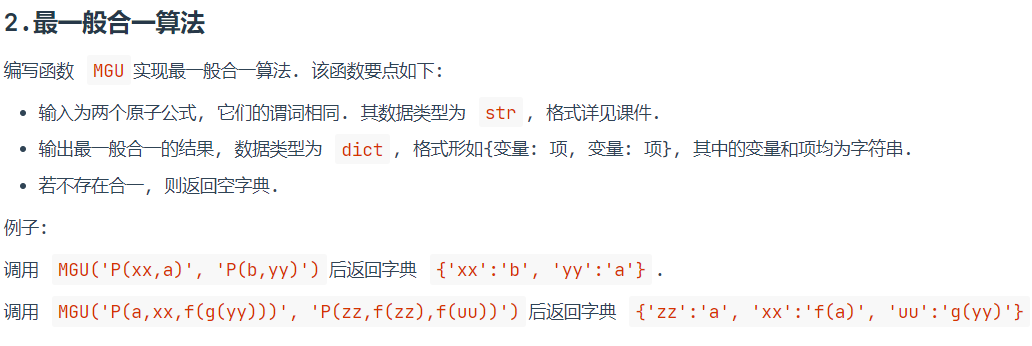 2.最一般合一算法
编写函数 MGU 实现最一般合一算法. 该函数要点如下:
• 输入为两个原子公式, 它们的谓词相同. 其数据类型为 str , 格式详见课件.
• 输出最一般合一的结果, 数据类型为 dict , 格式形如{变量: 项, 变量: 项}, 其中的变量和项均为字符串.
• 若不存在合一, 则返回空字典.
例子:
调用 MGU('P(xx,a)', 'P(b,yy)') 后返回字典 {'xx':'b', 'yy':'a'} .
调用 MGU('P(a,xx,f(g(yy)))', 'P(zz,f(zz),f(uu))') 后返回字典 {'zz':'a', 'xx':'f(a)', 'uu':'g(yy)'}